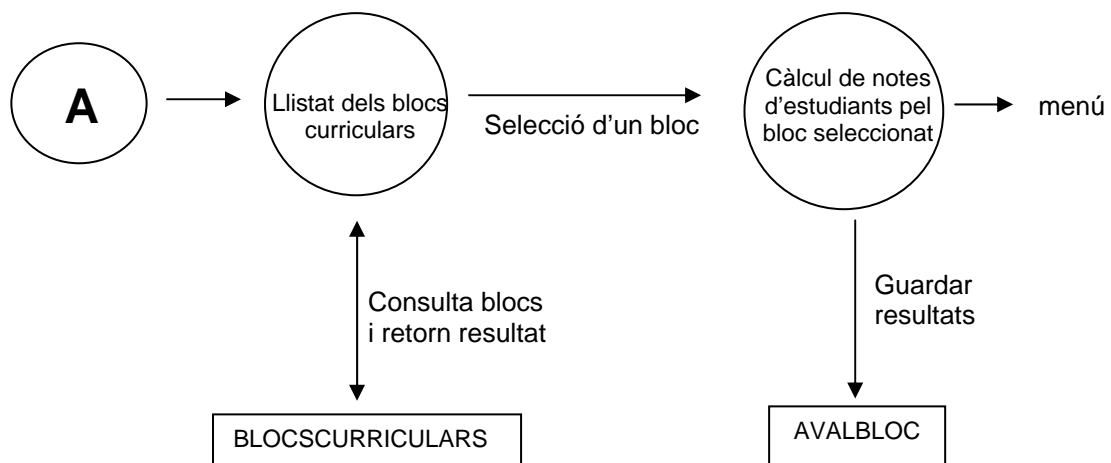 A
Llistat dels blocs
curriculars
Selecció d'un bloc
Càlcul de notes
d'estudiants pel
bloc seleccionat
menú
Consulta blocs
i retorn resultat
Guardar
resultats
BLOCSCURRICULARS
AVALBLOC